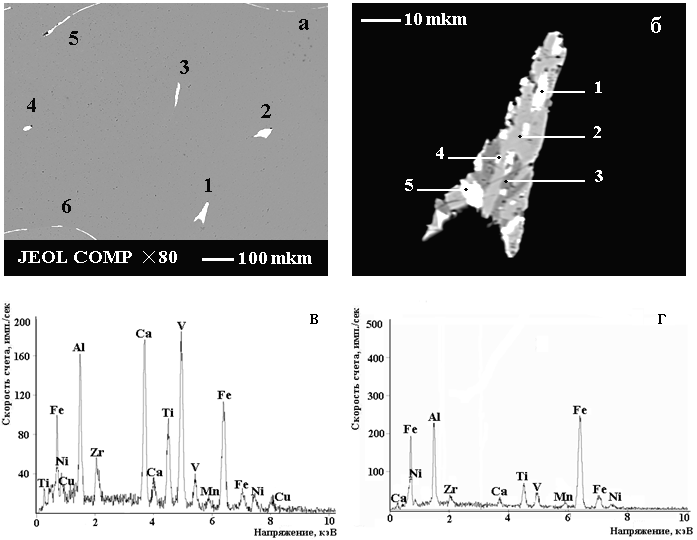 а
5
3
4
2
1
6
JEOL COMP ×80 100 mkm
10 mkm б
1
2
4
3
5
в
Скорость счета, имп./сек
200
160
120
80
40
0 2 4 6 8 10
Напряжение, кэВ
Ti Fe Ni Cu Al Zr Ca Ca Ti V V Mn Fe Fe Ni Cu
г
Скорость счета, имп./сек
500
400
300
200
100
0 2 4 6 8 10
Напряжение, кэВ
Ca Fe Ni Al Zr Ca Ti V Mn Fe Fe Ni